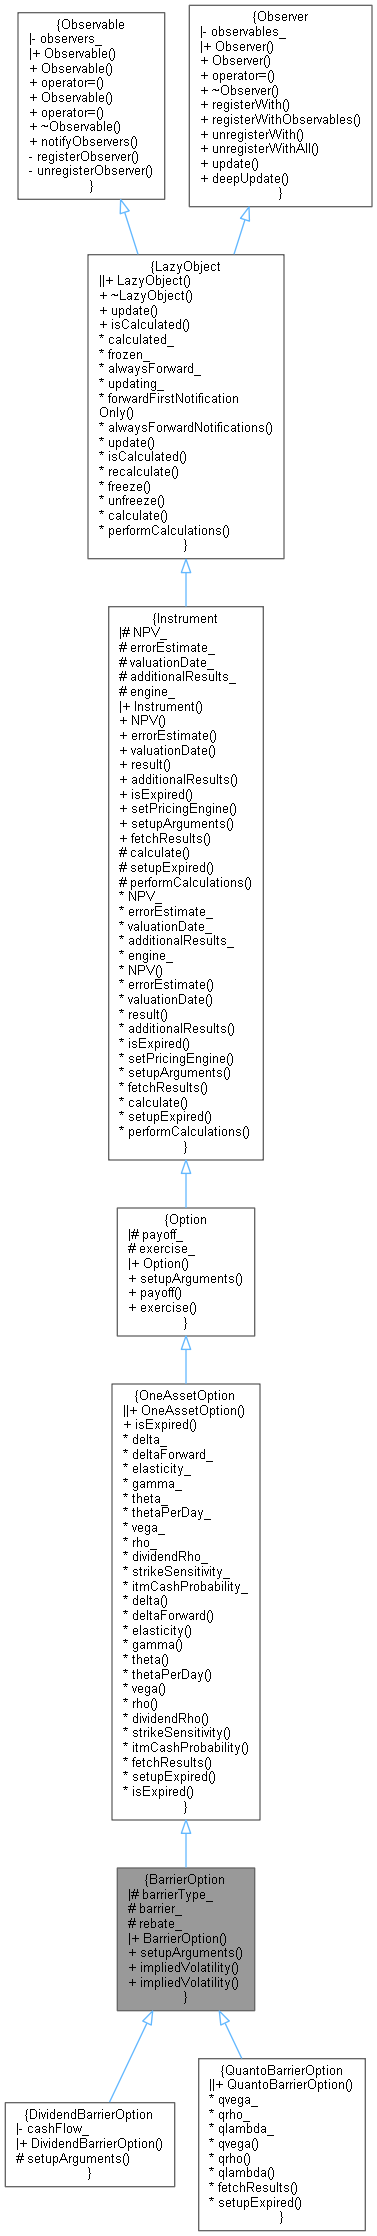 {Observable
|- observers_
|+ Observable()
+ Observable()
+ operator=()
+ Observable()
+ operator=()
+ ~Observable()
+ notifyObservers()
- registerObserver()
- unregisterObserver()
}
{Observer
|- observables_
|+ Observer()
+ Observer()
+ operator=()
+ ~Observer()
+ registerWith()
+ registerWithObservables()
+ unregisterWith()
+ unregisterWithAll()
+ update()
+ deepUpdate()
}
{LazyObject
||+ LazyObject()
+ ~LazyObject()
+ update()
+ isCalculated()
* calculated_
* frozen_
* alwaysForward_
* updating_
* forwardFirstNotification
Only()
* alwaysForwardNotifications()
* update()
* isCalculated()
* recalculate()
* freeze()
* unfreeze()
* calculate()
* performCalculations()
}
{Instrument
|# NPV_
# errorEstimate_
# valuationDate_
# additionalResults_
# engine_
|+ Instrument()
+ NPV()
+ errorEstimate()
+ valuationDate()
+ result()
+ additionalResults()
+ isExpired()
+ setPricingEngine()
+ setupArguments()
+ fetchResults()
# calculate()
# setupExpired()
# performCalculations()
* NPV_
* errorEstimate_
* valuationDate_
* additionalResults_
* engine_
* NPV()
* errorEstimate()
* valuationDate()
* result()
* additionalResults()
* isExpired()
* setPricingEngine()
* setupArguments()
* fetchResults()
* calculate()
* setupExpired()
* performCalculations()
}
{Option
|# payoff_
# exercise_
|+ Option()
+ setupArguments()
+ payoff()
+ exercise()
}
{OneAssetOption
||+ OneAssetOption()
+ isExpired()
* delta_
* deltaForward_
* elasticity_
* gamma_
* theta_
* thetaPerDay_
* vega_
* rho_
* dividendRho_
* strikeSensitivity_
* itmCashProbability_
* delta()
* deltaForward()
* elasticity()
* gamma()
* theta()
* thetaPerDay()
* vega()
* rho()
* dividendRho()
* strikeSensitivity()
* itmCashProbability()
* fetchResults()
* setupExpired()
* isExpired()
}
{BarrierOption
|# barrierType_
# barrier_
# rebate_
|+ BarrierOption()
+ setupArguments()
+ impliedVolatility()
+ impliedVolatility()
}
{DividendBarrierOption
|- cashFlow_
|+ DividendBarrierOption()
# setupArguments()
}
{QuantoBarrierOption
||+ QuantoBarrierOption()
* qvega_
* qrho_
* qlambda_
* qvega()
* qrho()
* qlambda()
* fetchResults()
* setupExpired()
}